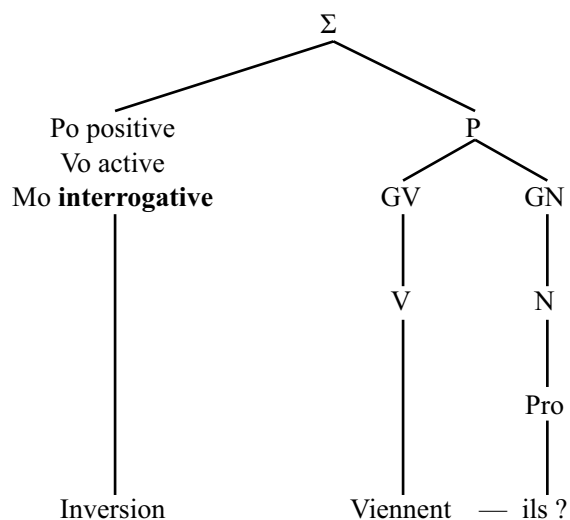 Σ
Po positive P
Vo active
Mo interrogative GV GN
V N
Pro
Inversion Viennent — ils ?